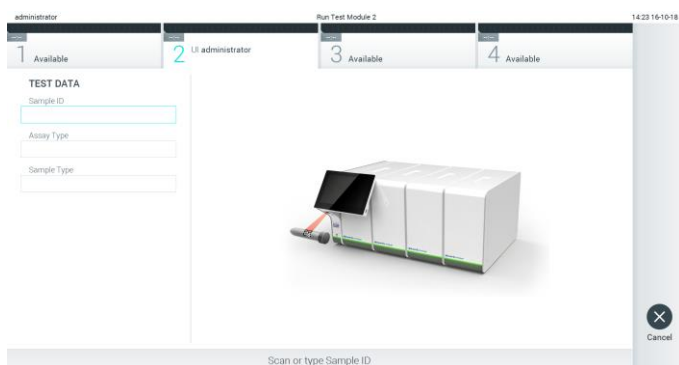 administrator
Run Test Module 2
14:23 16-10-18
--:--
--:--
--:--
--:--
1 Available
2 UI administrator
3 Available
4 Available
TEST DATA
Sample ID
Assay Type
Sample Type
Cancel
Scan or type Sample ID